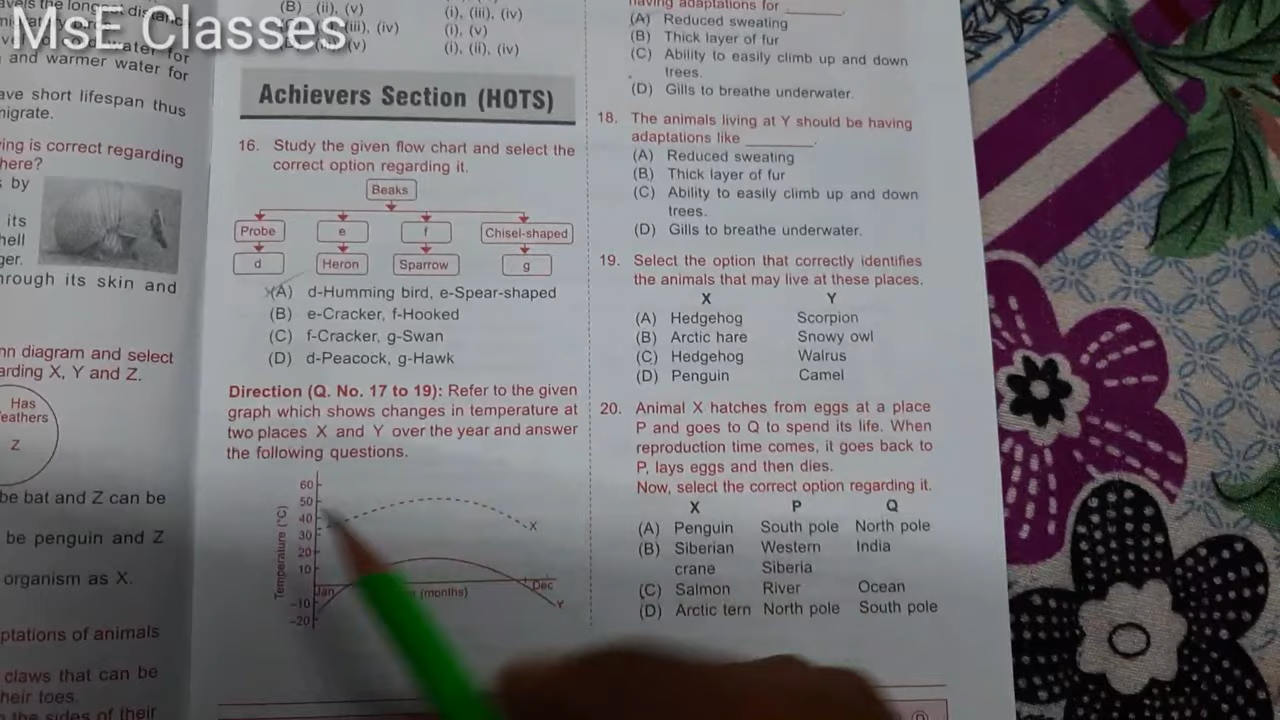 MsE Classes
and warmer water for
ave short lifespan thus
nigrate.
ving is correct regarding
here?
s by
its
hell
ger.
hrough its skin and
nn diagram and select
arding X, Y and Z.
Has
eathers
Z
be bat and Z can be
be penguin and Z
organism as X.
ptations of animals
claws that can be
heir toes.
n the sides of their
(B) (ii), (v) (i), (iii), (iv)
(iii), (iv) (i), (v)
(v) (i), (ii), (iv)
Achievers Section (HOTS)
16. Study the given flow chart and select the
correct option regarding it.
Beaks
Probe e f Chisel-shaped
d Heron Sparrow g
(A) d-Humming bird, e-Spear-shaped
(B) e-Cracker, f-Hooked
(C) f-Cracker, g-Swan
(D) d-Peacock, g-Hawk
Direction (Q. No. 17 to 19): Refer to the given
graph which shows changes in temperature at
two places X and Y over the year and answer
the following questions.
Temperature (°C)
60
50
40
30
20
10
-10
-20
X
Jan (months) Dec
Y
having adaptations for ______.
(A) Reduced sweating
(B) Thick layer of fur
(C) Ability to easily climb up and down
trees.
(D) Gills to breathe underwater.
18. The animals living at Y should be having
adaptations like ______.
(A) Reduced sweating
(B) Thick layer of fur
(C) Ability to easily climb up and down
trees.
(D) Gills to breathe underwater.
19. Select the option that correctly identifies
the animals that may live at these places.
X Y
(A) Hedgehog Scorpion
(B) Arctic hare Snowy owl
(C) Hedgehog Walrus
(D) Penguin Camel
20. Animal X hatches from eggs at a place
P and goes to Q to spend its life. When
reproduction time comes, it goes back to
P, lays eggs and then dies.
Now, select the correct option regarding it.
X P Q
(A) Penguin South pole North pole
(B) Siberian Western India
crane Siberia
(C) Salmon River Ocean
(D) Arctic tern North pole South pole